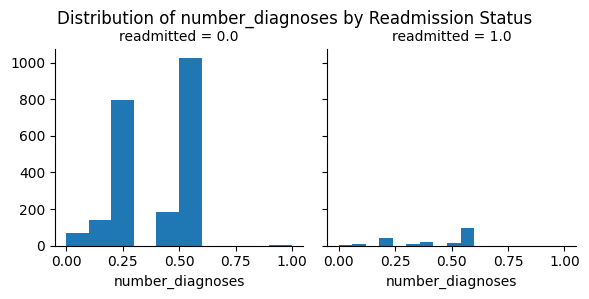 Distribution of number_diagnoses by Readmission Status
readmitted = 0.0
readmitted = 1.0
1000
800
600
400
200
0
0.00 0.25 0.50 0.75 1.00
0.00 0.25 0.50 0.75 1.00
number_diagnoses
number_diagnoses